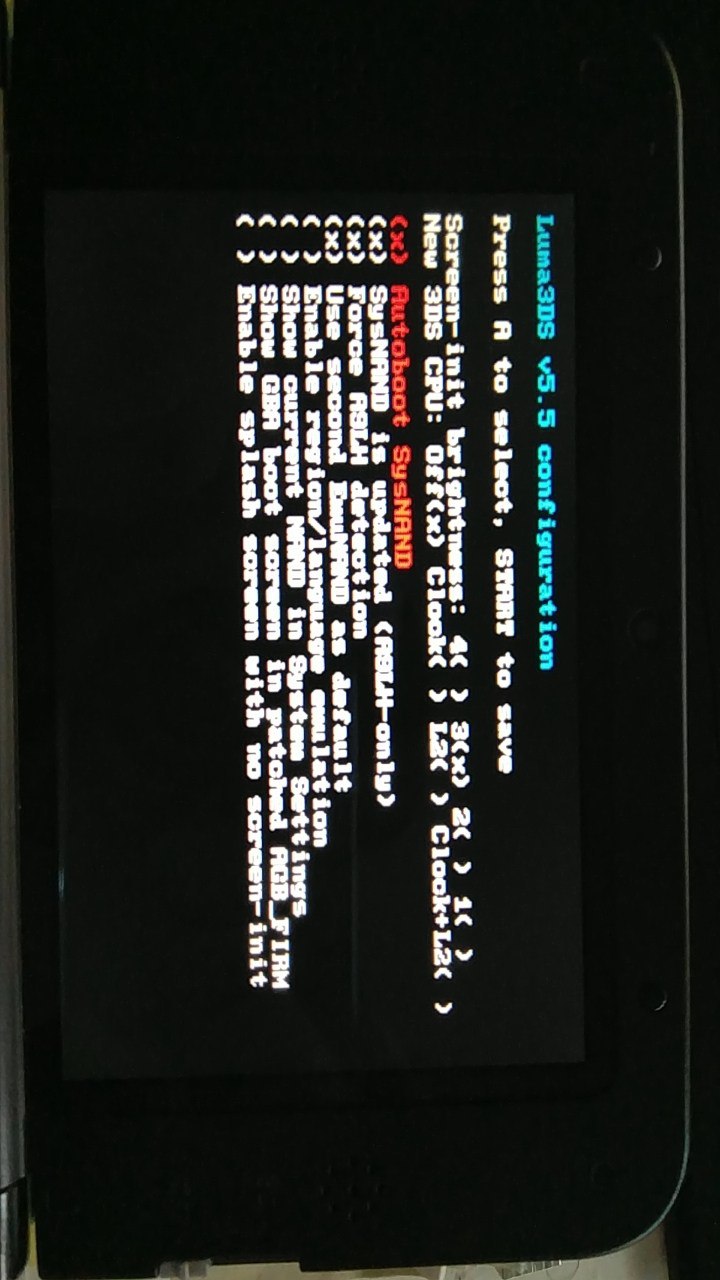 Luma3DS v5.5 configuration
Press A to select, START to save
Screen-init brightness: 4( ) 3(x) 2( ) 1( )
New 3DS CPU: Off(x) Clock( ) L2( ) Clock+L2( )
(x) Autoboot SysNAND
(x) SysNAND is updated (A9LH-only)
(x) Force A9LH detection
(x) Use second EmuNAND as default
( ) Enable region/language emulation
( ) Show current NAND in System Settings
( ) Show GBA boot screen in patched AGB_FIRM
( ) Enable splash screen with no screen-init